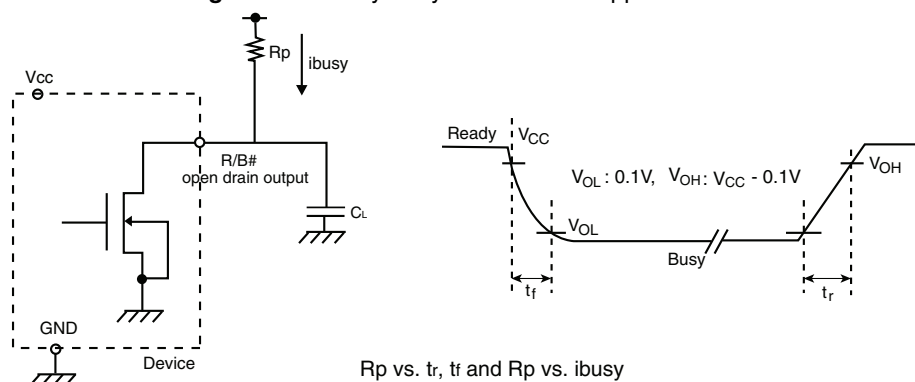 Rp
ibusy
Vcc
R/B#
open drain output
CL
GND
Device
Ready
VCC
VOL : 0.1V, VOH : VCC - 0.1V
VOH
VOL
Busy
tf
tr
Rp vs. tr, tf and Rp vs. ibusy